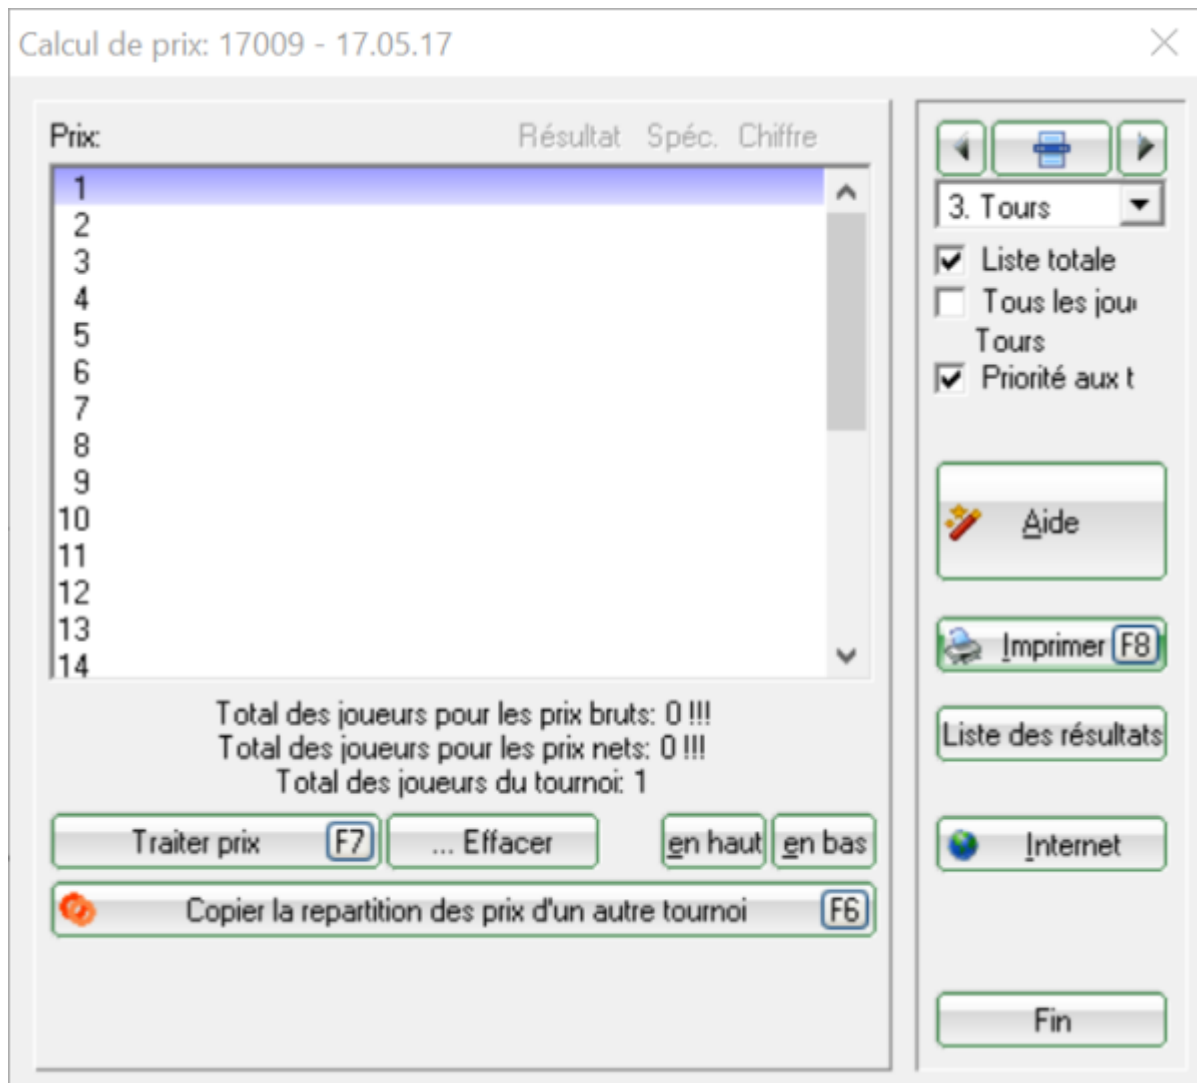 Calcul de prix: 17009 - 17.05.17
Prix: Résultat Spéc. Chiffre
1
2
3
4
5
6
7
8
9
10
11
12
13
14
Total des joueurs pour les prix bruts: 0 !!!
Total des joueurs pour les prix nets: 0 !!!
Total des joueurs du tournoi: 1
Traiter prix F7 ... Effacer en haut en bas
Copier la repartition des prix d'un autre tournoi F6
3. Tours
Liste totale
Tous les jou
Tours
Priorité aux t
Aide
Imprimer F8
Liste des résultats
Internet
Fin